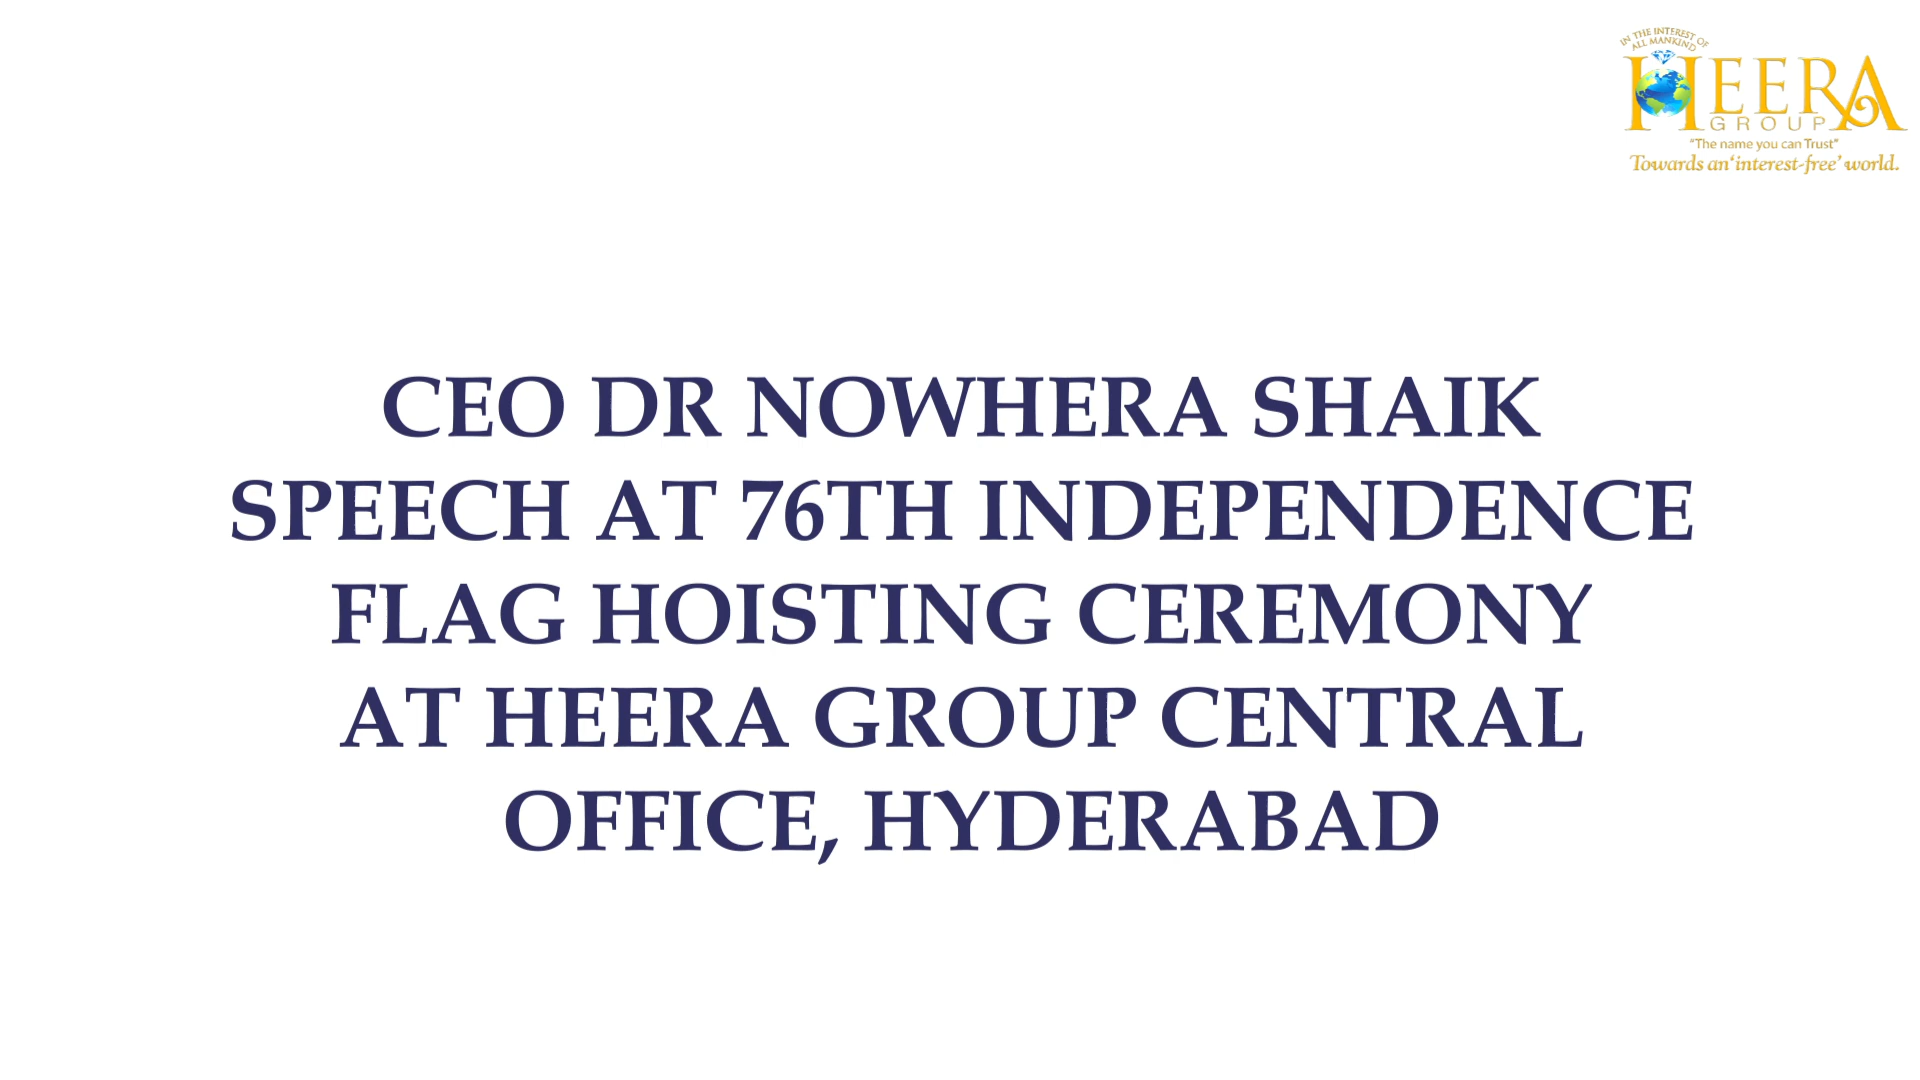 IN THE INTEREST OF
ALL MANKIND
HEERA
GROUP
"The name you can Trust"
Towards an 'interest-free' world.
CEO DR NOWHERA SHAIK
SPEECH AT 76TH INDEPENDENCE
FLAG HOISTING CEREMONY
AT HEERA GROUP CENTRAL
OFFICE, HYDERABAD